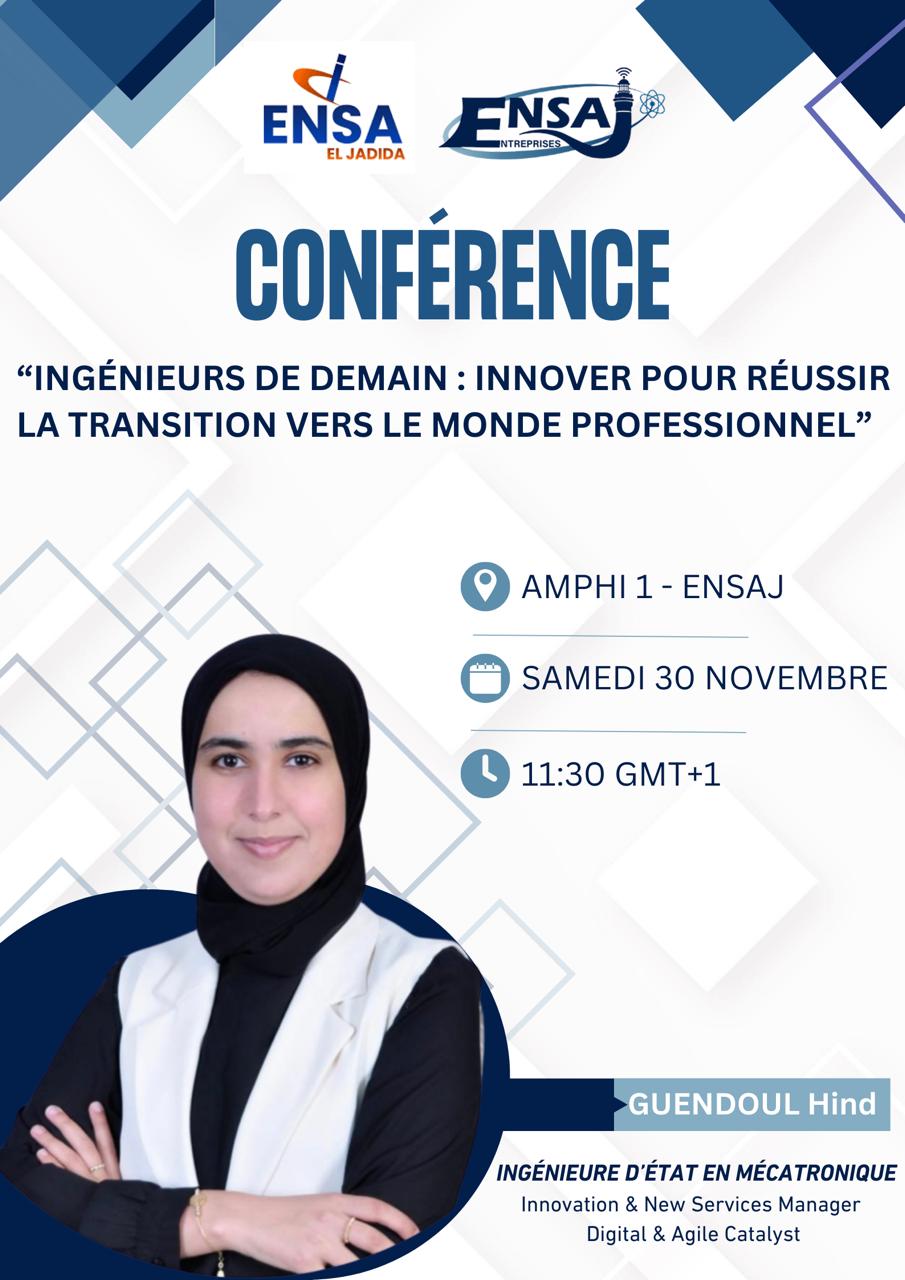 ENSA
EL JADIDA
ENSAJ
ENTREPRISES
CONFÉRENCE
“INGÉNIEURS DE DEMAIN : INNOVER POUR RÉUSSIR
LA TRANSITION VERS LE MONDE PROFESSIONNEL”
AMPHI 1 - ENSAJ
SAMEDI 30 NOVEMBRE
11:30 GMT+1
GUENDOUL Hind
INGÉNIEURE D’ÉTAT EN MÉCATRONIQUE
Innovation & New Services Manager
Digital & Agile Catalyst